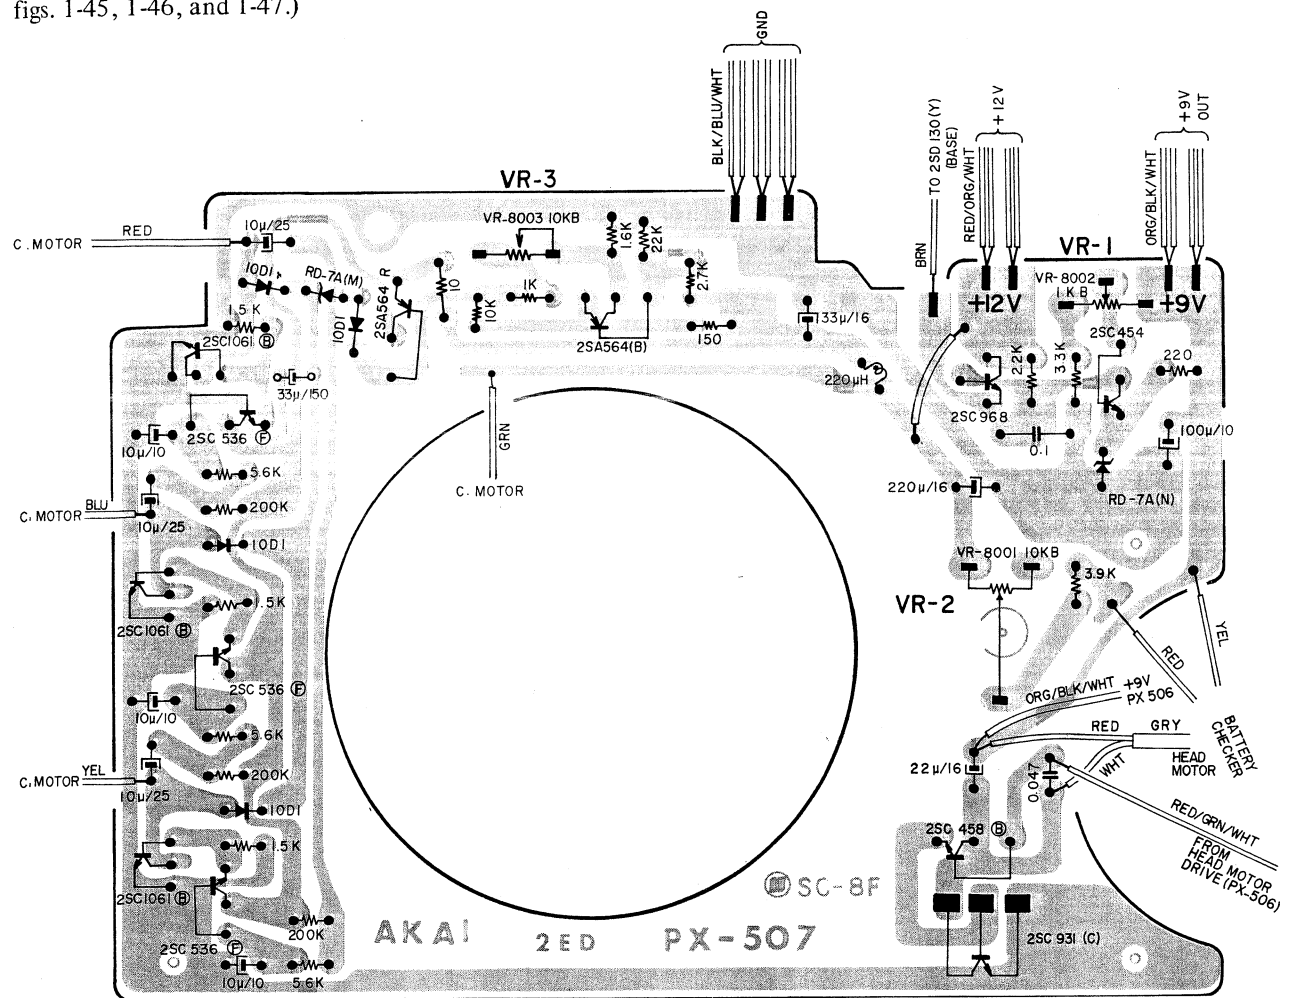 figs. 1-45, 1-46, and 1-47.)
GND
BLK/BLU/WHT
BRN
TO 2SD 130(Y)
(BASE)
RED/ORG/WHT
+12V
ORG/BLK/WHT
+9V
OUT
VR-3
C. MOTOR
RED
10µ/25
VR-8003 10KB
1.6K
22K
VR-1
10D1
RD-7A(M)
10D1
2SA564
R
10
10K
1K
2.7K
2SA564(B)
150
33µ/16
+12V
VR-8002
1KB
+9V
1.5K
2SC1061 Ⓑ
33µ/150
220µH
2.2K
3.3K
2SC454
220
2SC968
0.1
100µ/10
2SC 536 Ⓕ
10µ/10
5.6K
GRN
C. MOTOR
220µ/16
RD-7A(N)
C. MOTOR
BLU
200K
10µ/25
10D1
VR-8001 10KB
3.9K
1.5K
VR-2
2SC1061 Ⓑ
2SC 536 Ⓕ
10µ/10
5.6K
YEL
RED
BATTERY
CHECKER
ORG/BLK/WHT
+9V
PX 506
RED
GRY
HEAD
MOTOR
WHT
C. MOTOR
YEL
200K
10µ/25
10D1
22µ/16
0.047
RED/GRN/WHT
FROM
HEAD MOTOR
DRIVE (PX-506)
1.5K
2SC 458 Ⓑ
2SC1061 Ⓑ
SC-8F
200K
AKAI
2ED
PX-507
2SC 931 (C)
2SC 536 Ⓕ
10µ/10
5.6K